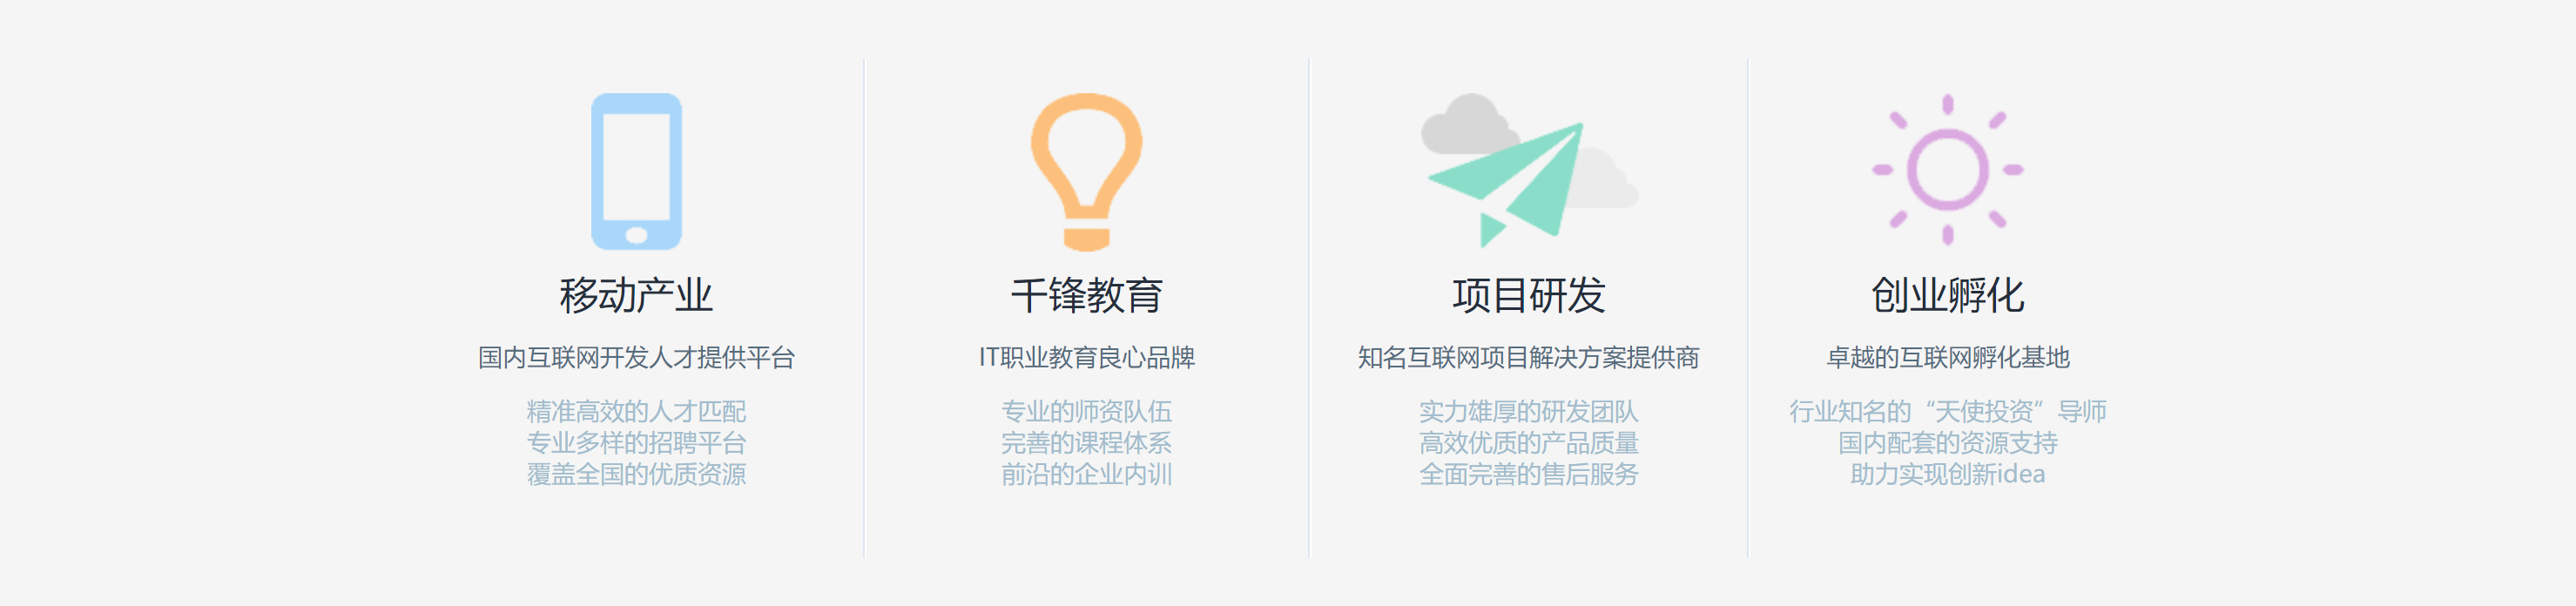 移动产业
国内互联网开发人才提供平台
精准高效的人才匹配
专业多样的招聘平台
覆盖全国的优质资源
千锋教育
IT职业教育良心品牌
专业的师资队伍
完善的课程体系
前沿的企业内训
项目研发
知名互联网项目解决方案提供商
实力雄厚的研发团队
高效优质的产品质量
全面完善的售后服务
创业孵化
卓越的互联网孵化基地
行业知名的“天使投资”导师
国内配套的资源支持
助力实现创新idea